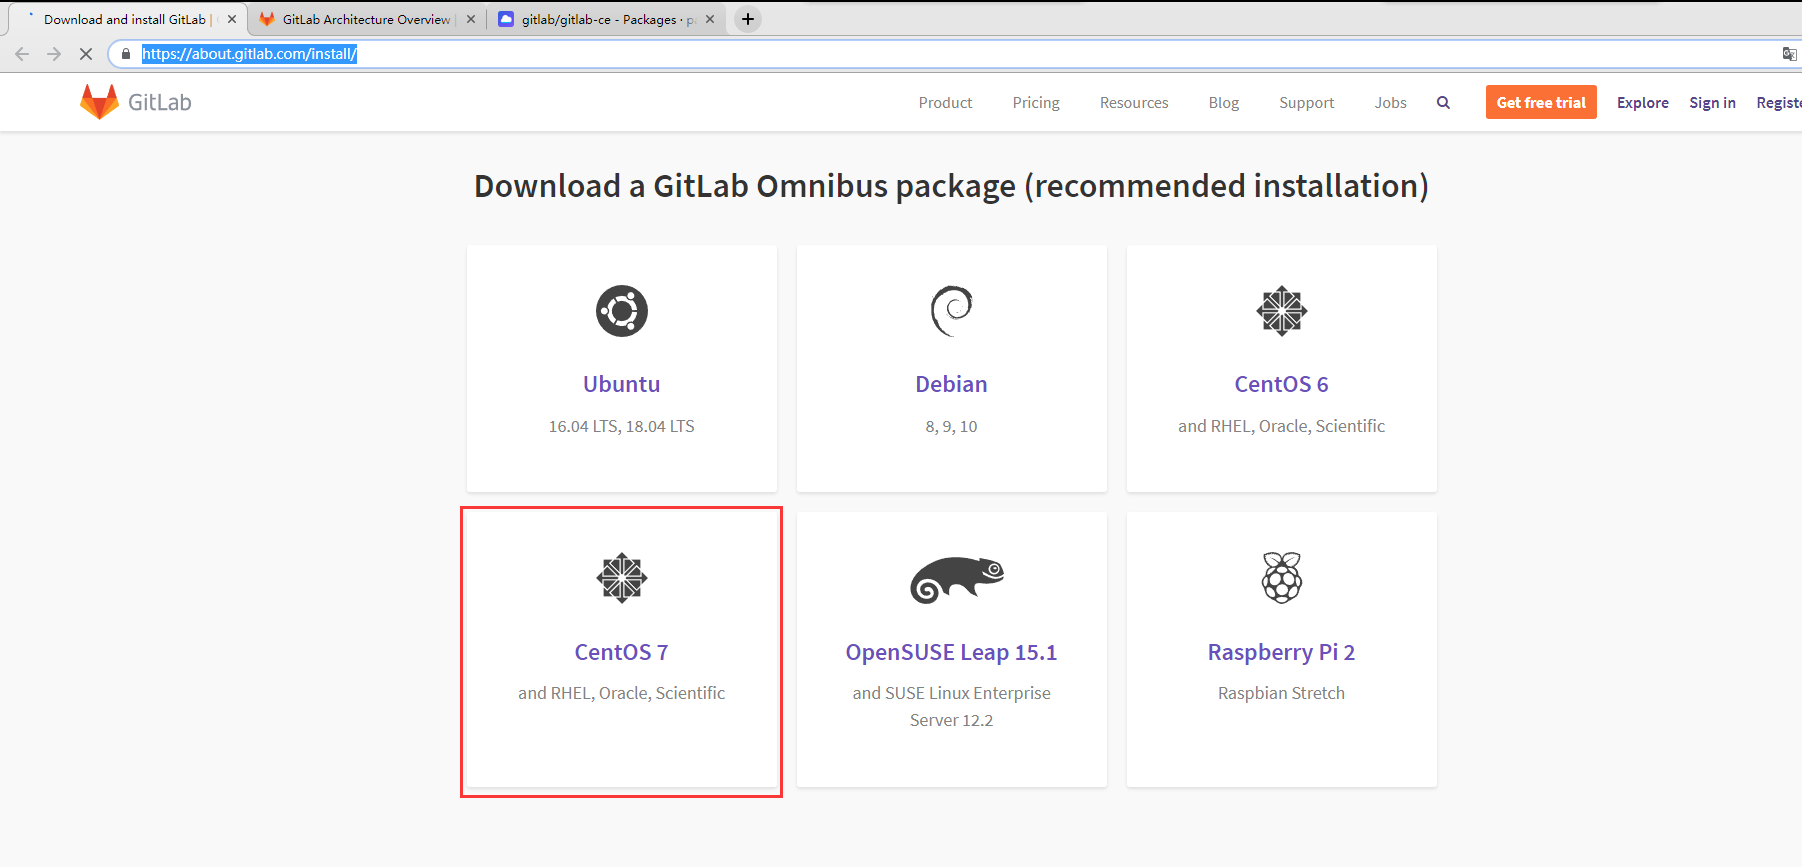 Download and install GitLab |
GitLab Architecture Overview |
gitlab/gitlab-ce - Packages · pa
https://about.gitlab.com/install/
GitLab
Product
Pricing
Resources
Blog
Support
Jobs
Get free trial
Explore
Sign in
Registe
Download a GitLab Omnibus package (recommended installation)
Ubuntu
16.04 LTS, 18.04 LTS
Debian
8, 9, 10
CentOS 6
and RHEL, Oracle, Scientific
CentOS 7
and RHEL, Oracle, Scientific
OpenSUSE Leap 15.1
and SUSE Linux Enterprise
Server 12.2
Raspberry Pi 2
Raspbian Stretch